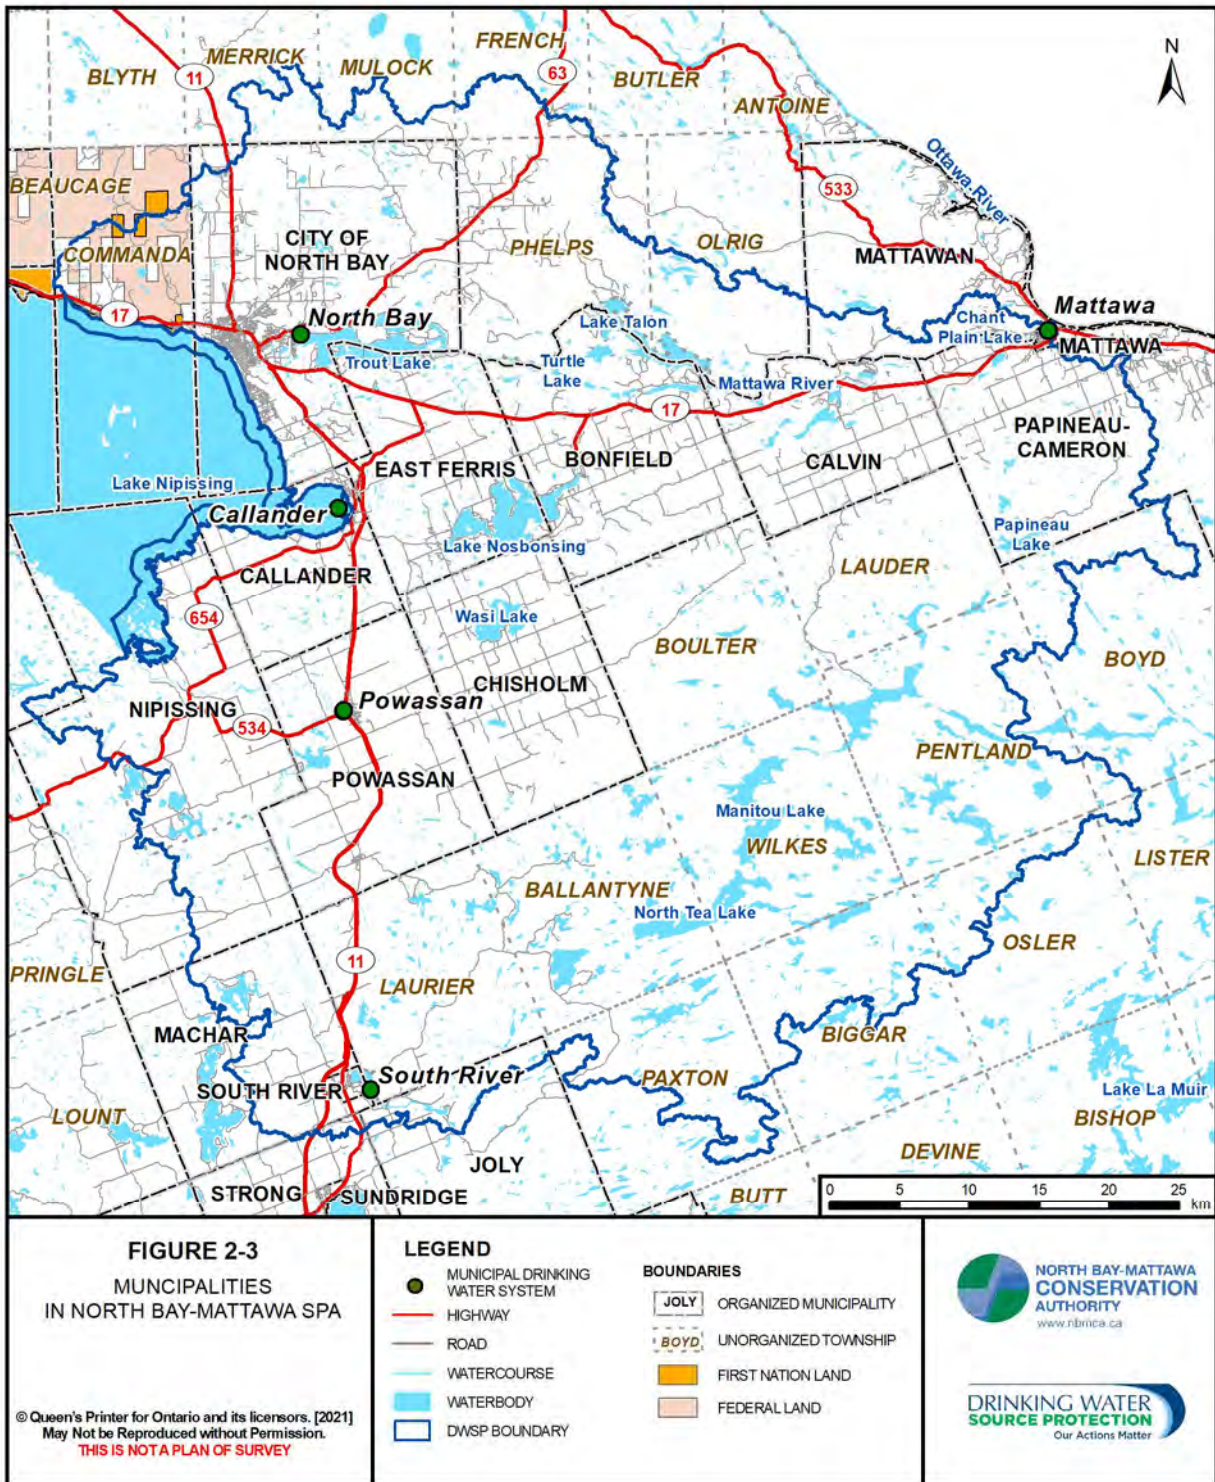 FRENCH
MERRICK
MULOCK
BLYTH
11
63
BUTLER
ANTOINE
N
Ottawa River
BEAUCAGE
533
COMMANDA
CITY OF
NORTH BAY
PHELPS
OLRIG
MATTAWAN
17
North Bay
Mattawa
Lake Talon
Chant
Plain Lake
MATTAWA
Trout Lake
Turtle
Lake
Mattawa River
17
PAPINEAU-
CAMERON
EAST FERRIS
BONFIELD
CALVIN
Lake Nipissing
Callander
Papineau
Lake
Lake Nosbonsing
CALLANDER
LAUDER
654
Wasi Lake
BOULTER
BOYD
CHISHOLM
NIPISSING
Powassan
534
PENTLAND
POWASSAN
Manitou Lake
WILKES
LISTER
BALLANTYNE
North Tea Lake
OSLER
PRINGLE
11
LAURIER
MACHAR
BIGGAR
South River
SOUTH RIVER
PAXTON
Lake La Muir
LOUNT
BISHOP
DEVINE
JOLY
STRONG
SUNDRIDGE
BUTT
0 5 10 15 20 25
km
FIGURE 2-3
MUNCIPALITIES
IN NORTH BAY-MATTAWA SPA
© Queen's Printer for Ontario and its licensors. [2021]
May Not be Reproduced without Permission.
THIS IS NOT A PLAN OF SURVEY
LEGEND
MUNICIPAL DRINKING
WATER SYSTEM
HIGHWAY
ROAD
WATERCOURSE
WATERBODY
DWSP BOUNDARY
BOUNDARIES
JOLY ORGANIZED MUNICIPALITY
BOYD UNORGANIZED TOWNSHIP
FIRST NATION LAND
FEDERAL LAND
NORTH BAY-MATTAWA
CONSERVATION
AUTHORITY
www.nbmca.ca
DRINKING WATER
SOURCE PROTECTION
Our Actions Matter